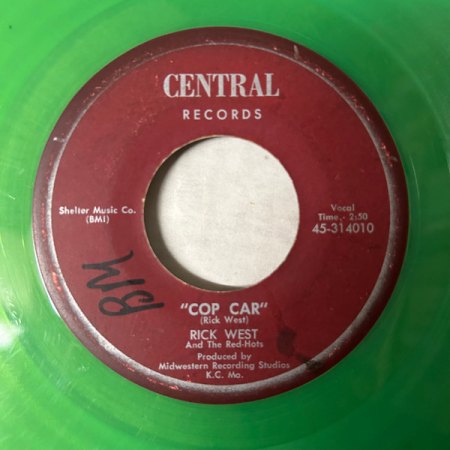 CENTRAL
RECORDS
Shelter Music Co.
(BMI)
Vocal
Time.- 2:50
45-314010
BM
"COP CAR"
(Rick West)
RICK WEST
And The Red-Hots
Produced by
Midwestern Recording Studios
K.C. Mo.